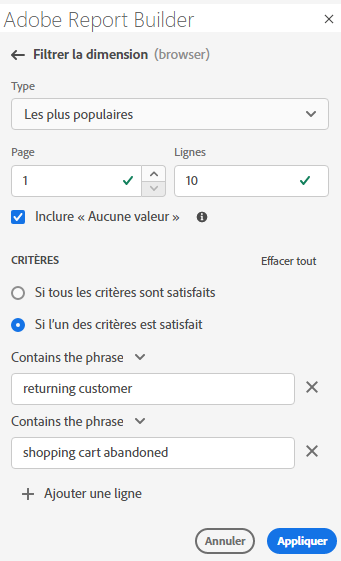 Adobe Report Builder
Filtrer la dimension (browser)
Type
Les plus populaires
Page Lignes
1 10
Inclure « Aucune valeur »
CRITÈRES Effacer tout
Si tous les critères sont satisfaits
Si l'un des critères est satisfait
Contains the phrase
returning customer
Contains the phrase
shopping cart abandoned
Ajouter une ligne
Annuler Appliquer